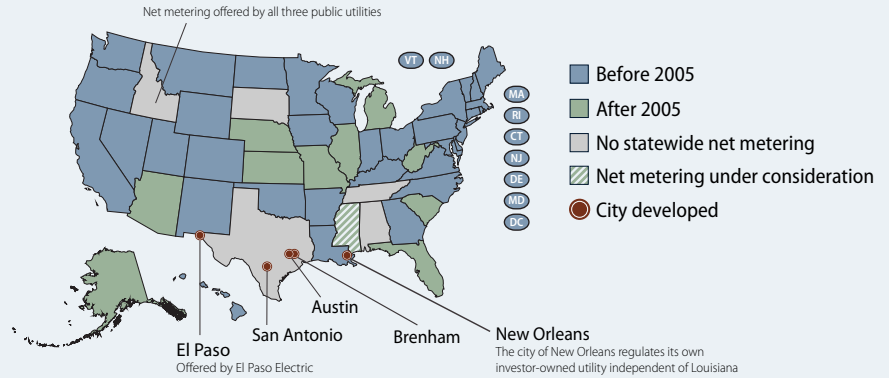 Net metering offered by all three public utilities
VT
NH
MA
RI
CT
NJ
DE
MD
DC
Before 2005
After 2005
No statewide net metering
Net metering under consideration
City developed
Austin
San Antonio
Brenham
El Paso
Offered by El Paso Electric
New Orleans
The city of New Orleans regulates its own
investor-owned utility independent of Louisiana